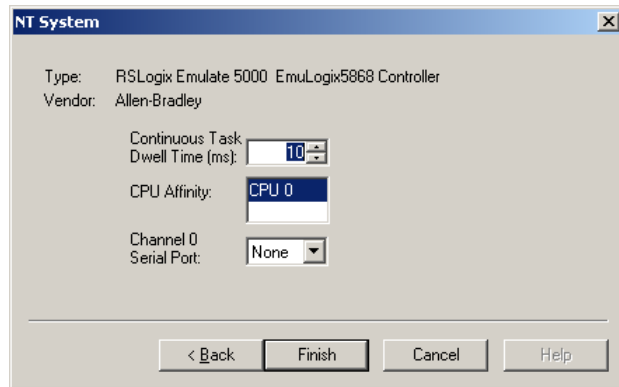 NT System
Type: RSLogix Emulate 5000 EmuLogix5868 Controller
Vendor: Allen-Bradley
Continuous Task
Dwell Time (ms): 10
CPU Affinity: CPU 0
Channel 0
Serial Port: None
< Back Finish Cancel Help